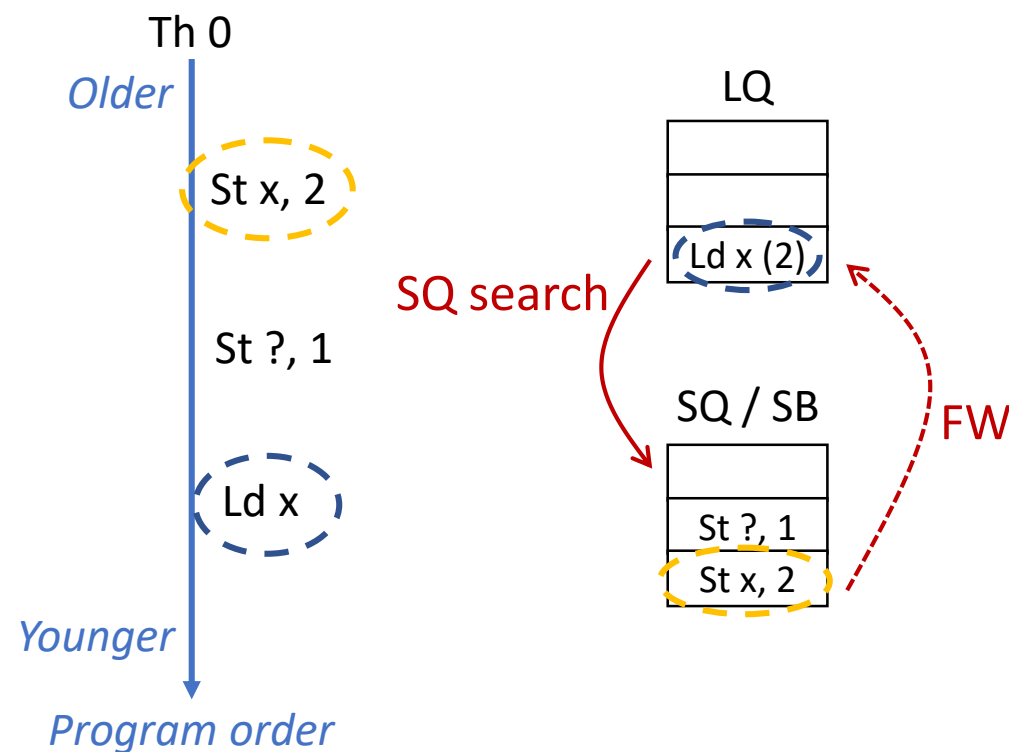 Th 0
Older
St x, 2
St ?, 1
Ld x
Younger
Program order
LQ
Ld x (2)
SQ search
SQ / SB
St ?, 1
St x, 2
FW